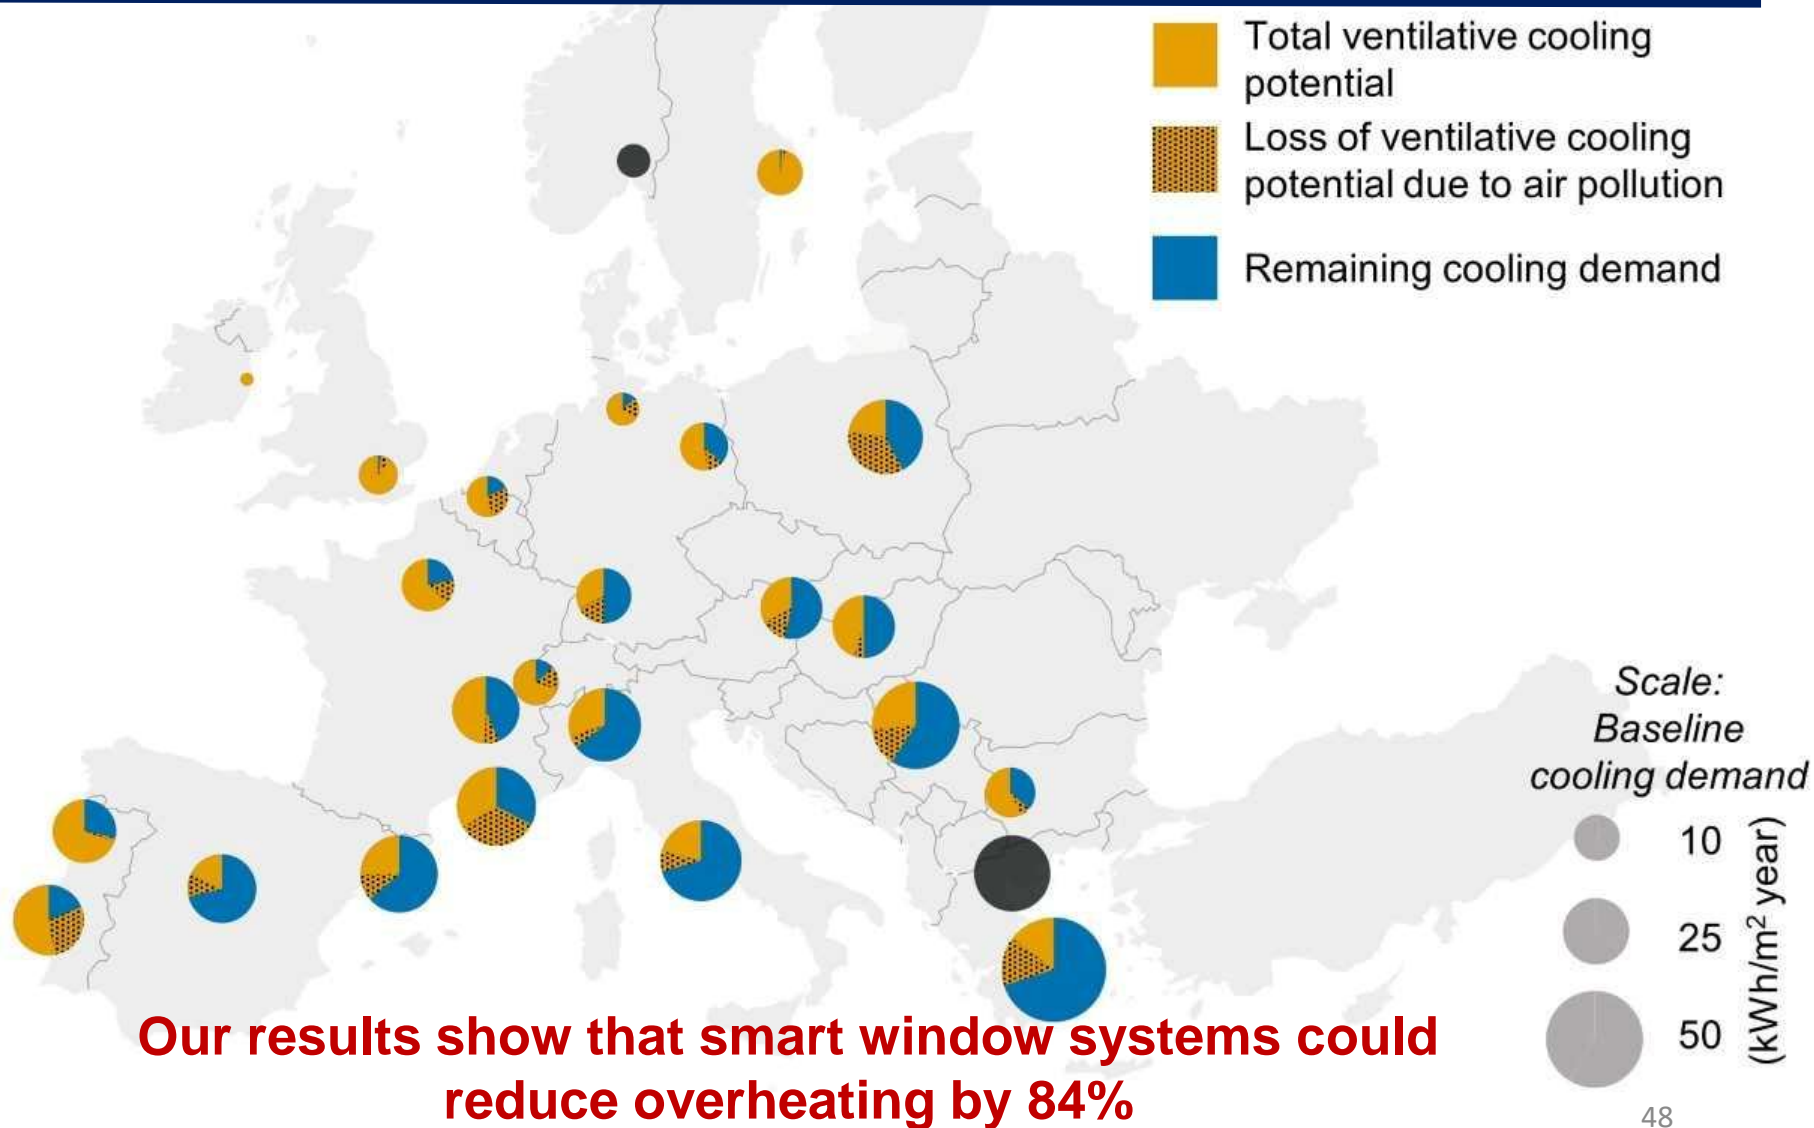 Total ventilative cooling
potential
Loss of ventilative cooling
potential due to air pollution
Remaining cooling demand
Scale:
Baseline
cooling demand
10
25
50
(kWh/m² year)
Our results show that smart window systems could
reduce overheating by 84%
48